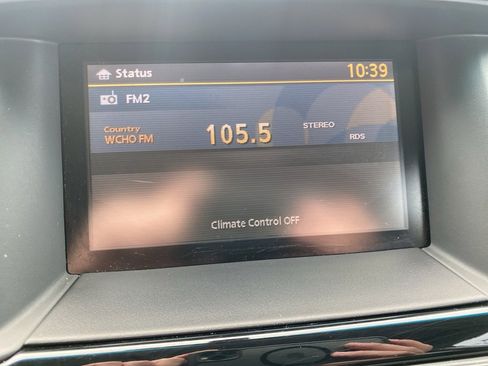 Status 10:39
FM2
Country
WCHO FM 105.5 STEREO RDS
Climate Control OFF